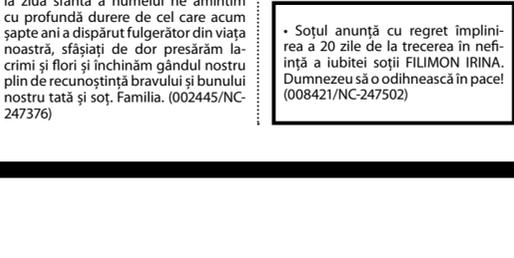 la ziua sfântă a numelui ne amintim
cu profundă durere de cel care acum
șapte ani a dispărut fulgerător din viața
noastră, sfâșiați de dor presărăm la-
crimi și flori și închinăm gândul nostru
plin de recunoștință bravului și bunului
nostru tată și soț. Familia. (002445/NC-
247376)
• Soțul anunță cu regret împlini-
rea a 20 zile de la trecerea în nefi-
ință a iubitei soții FILIMON IRINA.
Dumnezeu să o odihnească în pace!
(008421/NC-247502)